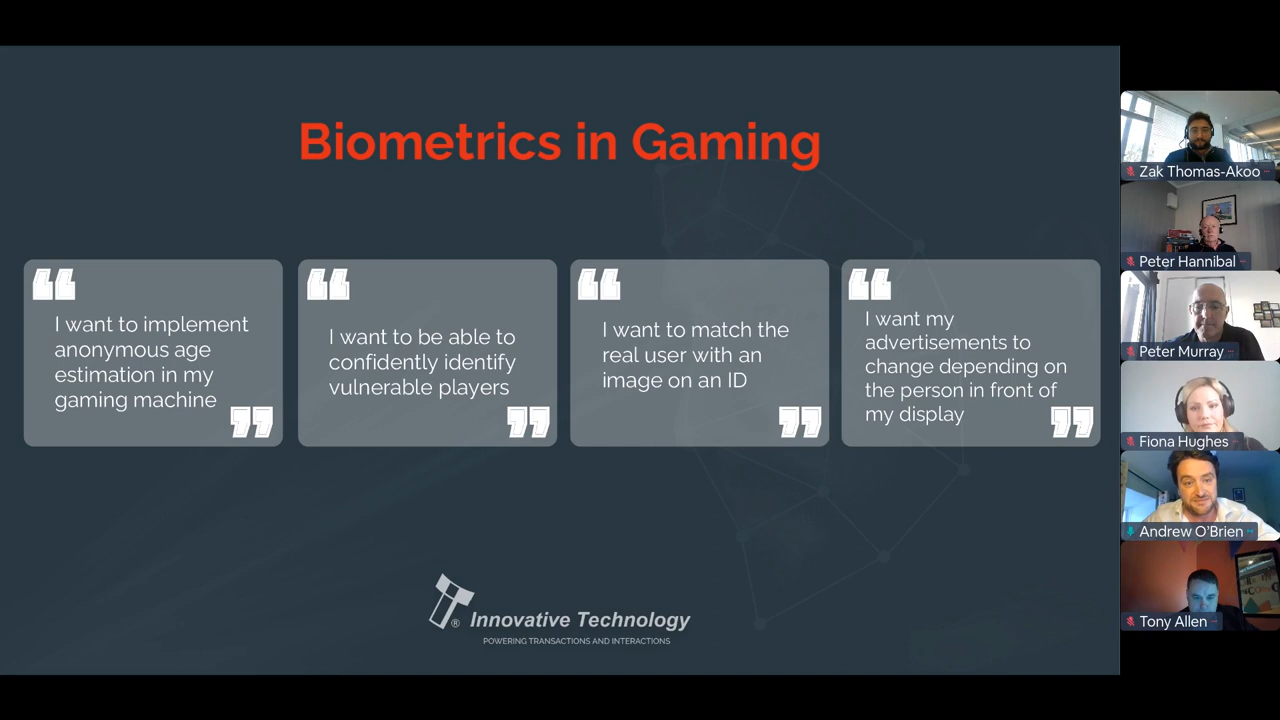 Biometrics in Gaming
I want to implement
anonymous age
estimation in my
gaming machine
I want to be able to
confidently identify
vulnerable players
I want to match the
real user with an
image on an ID
I want my
advertisements to
change depending on
the person in front of
my display
Innovative Technology
POWERING TRANSACTIONS AND INTERACTIONS
Zak Thomas-Akoo
Peter Hannibal
Peter Murray
Fiona Hughes
Andrew O'Brien
Tony Allen